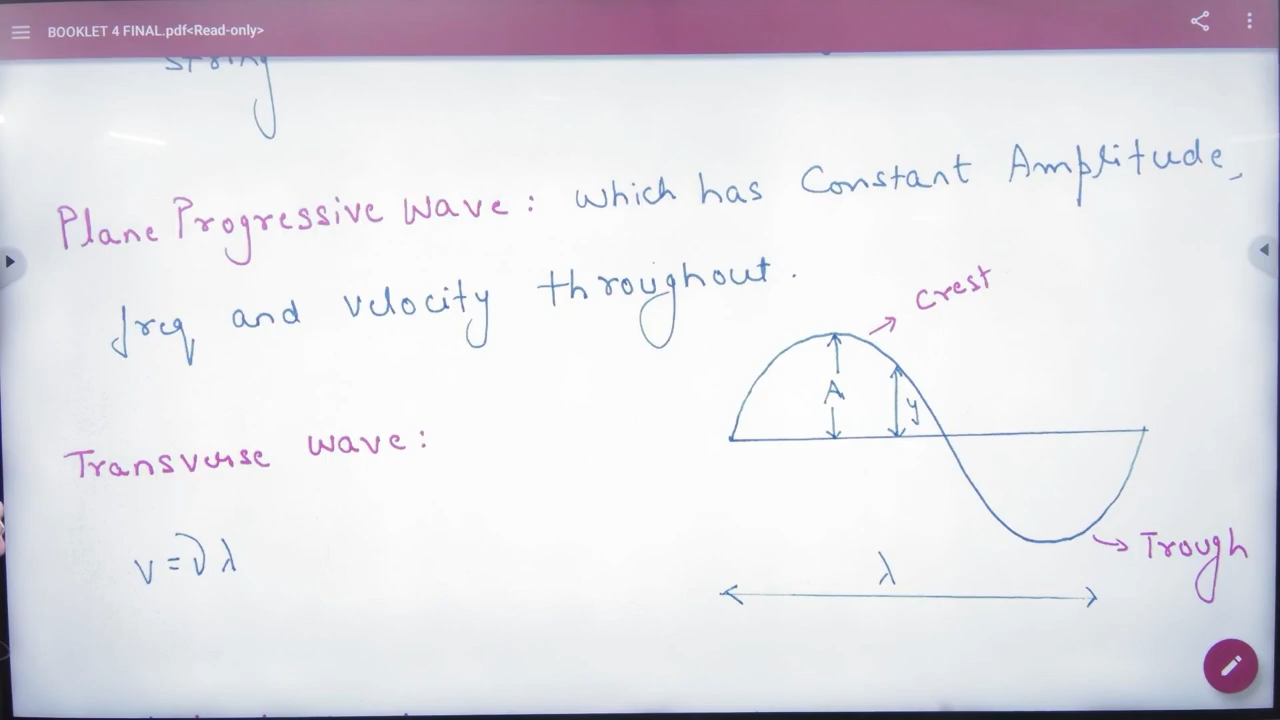 BOOKLET 4 FINAL.pdf<Read-only>
string
Plane Progressive Wave: which has Constant Amplitude,
freq and velocity throughout.
Crest
A
y
Transverse wave:
Trough
v = ν λ
λ